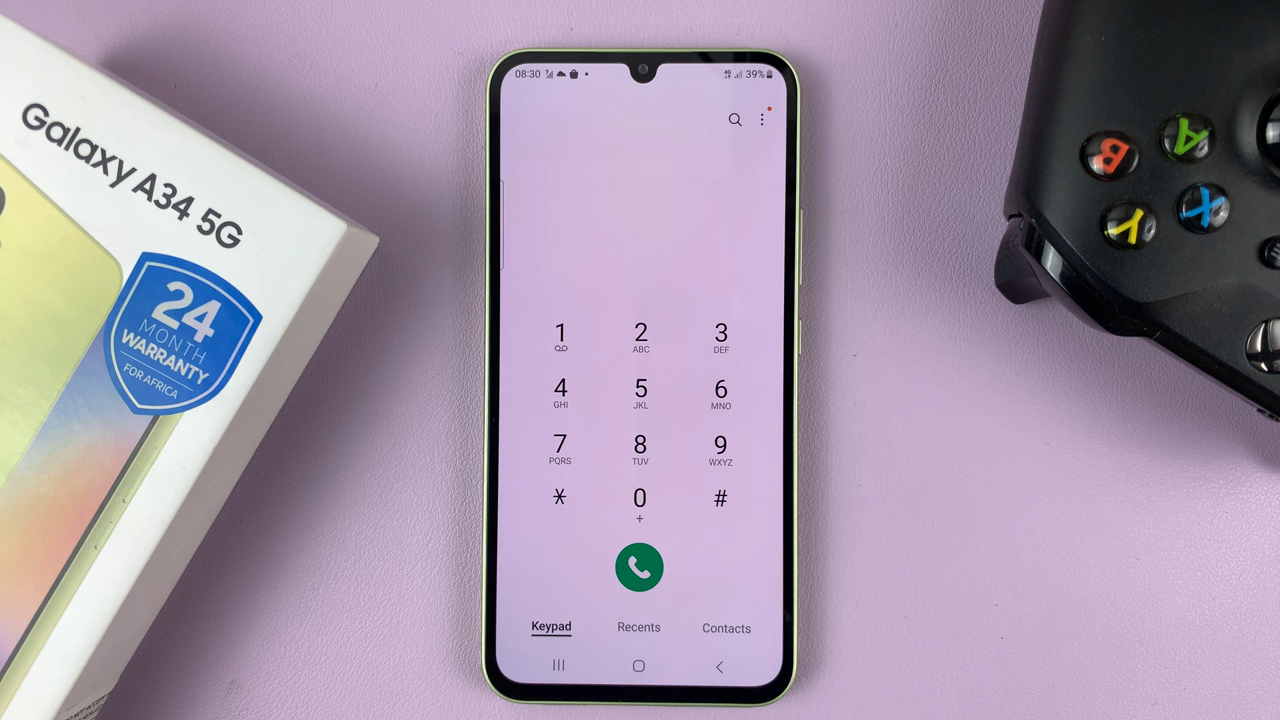 Galaxy A34 5G
24
MONTH
WARRANTY
FOR AFRICA
08:30
4G
39%
1
2
ABC
3
DEF
4
GHI
5
JKL
6
MNO
7
PQRS
8
TUV
9
WXYZ
*
0
+
#
Keypad
Recents
Contacts
B
A
Y
X